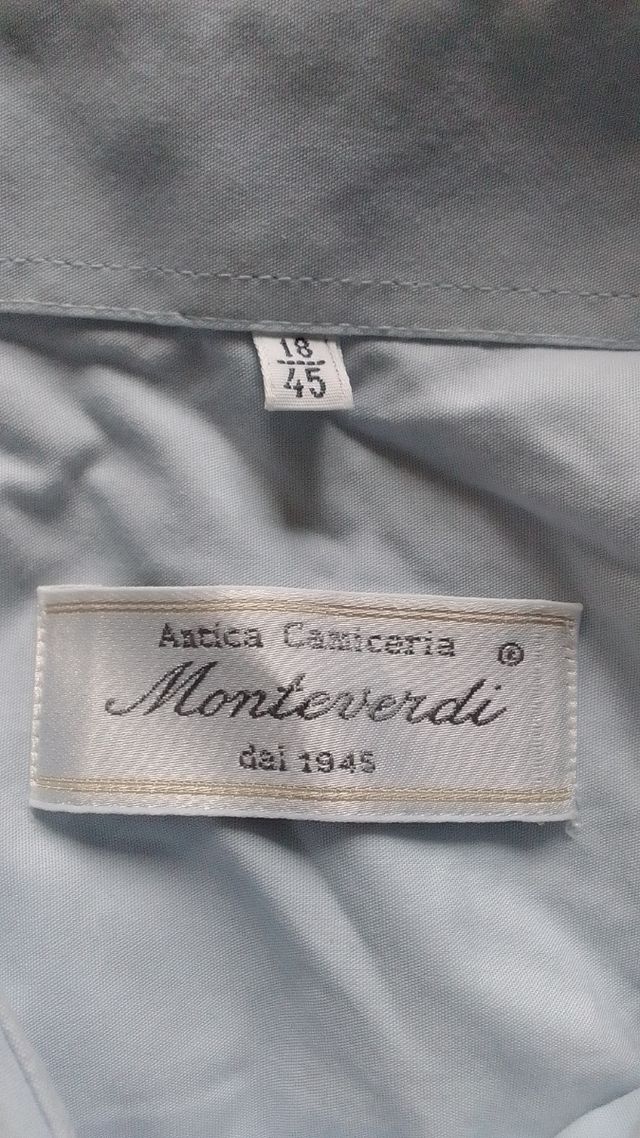 18
45
Antica Camiceria ©
Monteverdi
dal 1945